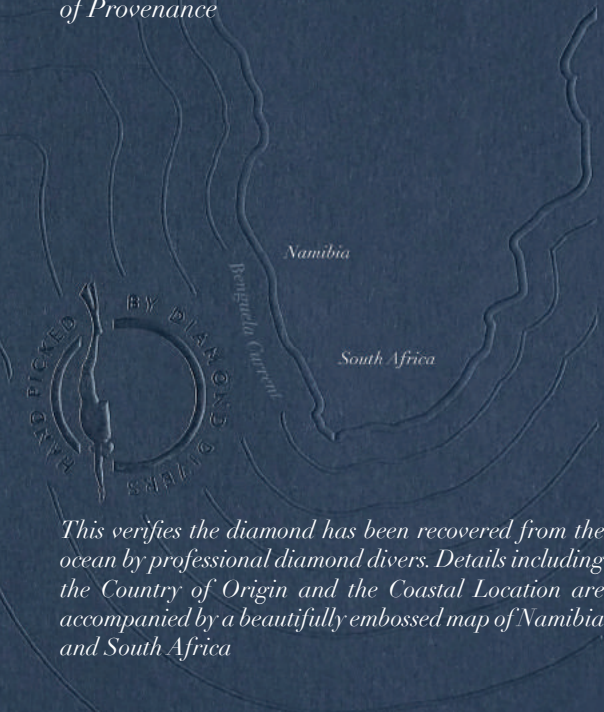 of Provenance
Namibia
Benguela Current
South Africa
HAND PICKED BY DIAMOND DIVERS
This verifies the diamond has been recovered from the
ocean by professional diamond divers. Details including
the Country of Origin and the Coastal Location are
accompanied by a beautifully embossed map of Namibia
and South Africa